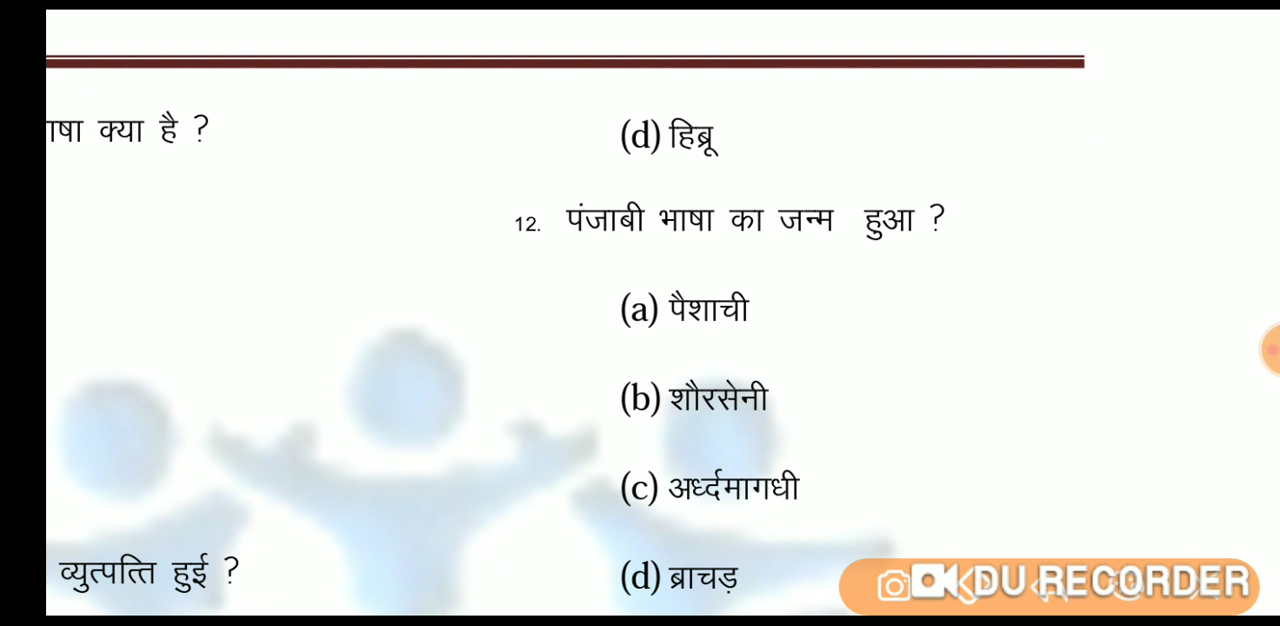 भाषा क्या है ?
व्युत्पत्ति हुई ?
(d) हिब्रू
12. पंजाबी भाषा का जन्म हुआ ?
(a) पैशाची
(b) शौरसेनी
(c) अर्ध्दमागधी
(d) ब्राचड़
DU RECORDER